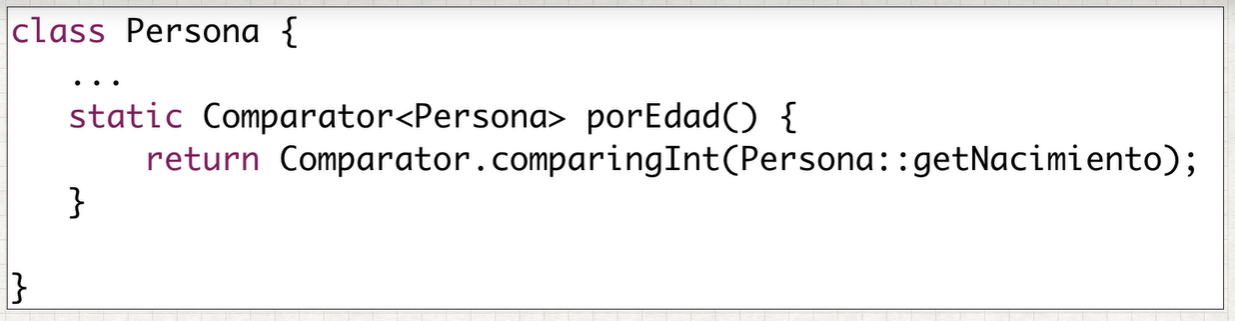 class Persona {
...
static Comparator<Persona> porEdad() {
return Comparator.comparingInt(Persona::getNacimiento);
}
}